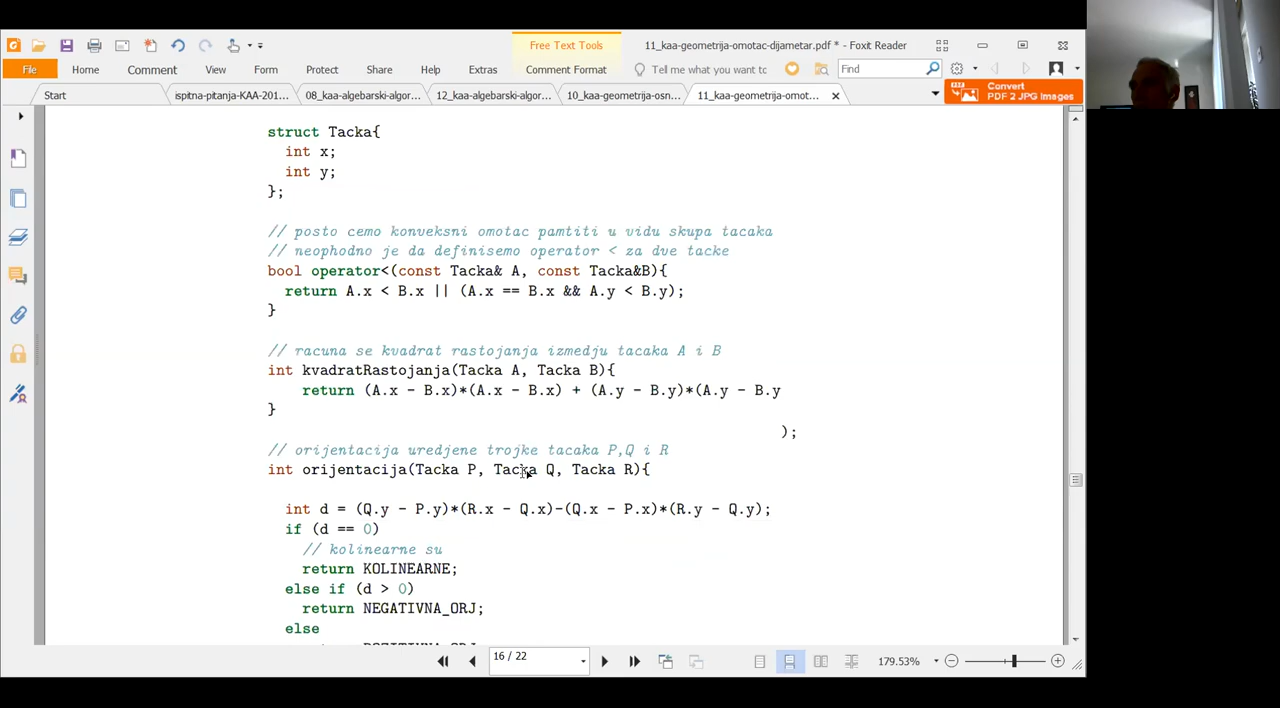 Free Text Tools
11_kaa-geometrija-omotac-dijametar.pdf * - Foxit Reader
File Home Comment View Form Protect Share Help Extras Comment Format Tell me what you want tc Find
Start ispitna-pitanja-KAA-201... 12_kaa-algebarski-algor... 10_kaa-geometrija-osn... 11_kaa-geometrija-omot...
Convert
PDF 2 JPG Images
struct Tacka{
int x;
int y;
};
// posto cemo konveksni omotac pamtiti u vidu skupa tacaka
// neophodno je da definisemo operator < za dve tacke
bool operator<(const Tacka& A, const Tacka&B){
return A.x < B.x || (A.x == B.x && A.y < B.y);
}
// racuna se kvadrat rastojanja izmedju tacaka A i B
int kvadratRastojanja(Tacka A, Tacka B){
return (A.x - B.x)*(A.x - B.x) + (A.y - B.y)*(A.y - B.y
}
);
// orijentacija uredjene trojke tacaka P,Q i R
int orijentacija(Tacka P, Tacka Q, Tacka R){
int d = (Q.y - P.y)*(R.x - Q.x)-(Q.x - P.x)*(R.y - Q.y);
if (d == 0)
// kolinearne su
return KOLINEARNE;
else if (d > 0)
return NEGATIVNA_ORJ;
else
16 / 22
179.53%